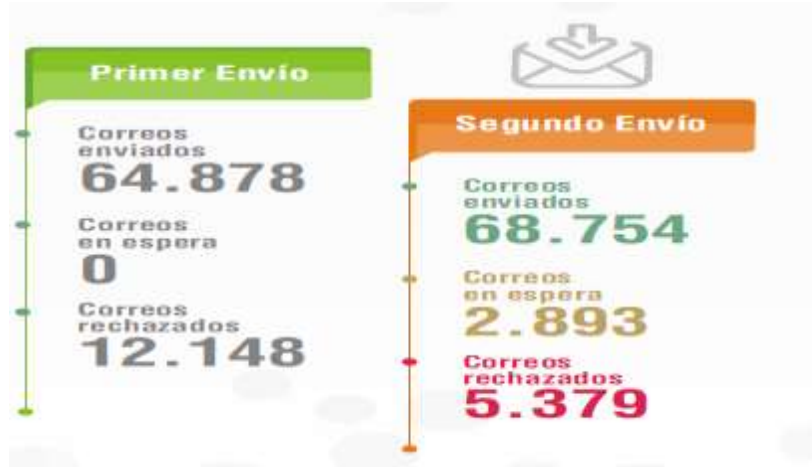 Primer Envío
Correos
enviados
64.878
Correos
en espera
0
Correos
rechazados
12.148
Segundo Envío
Correos
enviados
68.754
Correos
en espera
2.893
Correos
rechazados
5.379